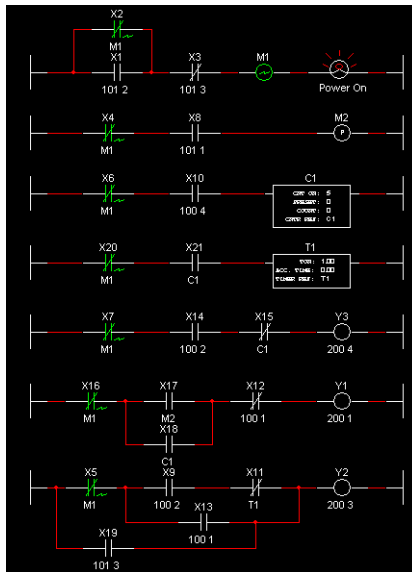 X2
M1
X1 X3 M1
101 2 101 3 Power On
X4 X8 M2
P
M1 101 1
X6 X10 C1
CNT ON: 5
PRESET: 0
COUNT: 0
CNTR REF: C1
M1 100 4
X20 X21 T1
TON: 1.00
ACC. TIME: 0.00
TIMER REF: T1
M1 C1
X7 X14 X15 Y3
M1 100 2 C1 200 4
X16 X17 X12 Y1
M1 M2 100 1 200 1
X18
C1
X5 X9 X11 Y2
M1 100 2 T1 200 3
X13
100 1
X19
101 3